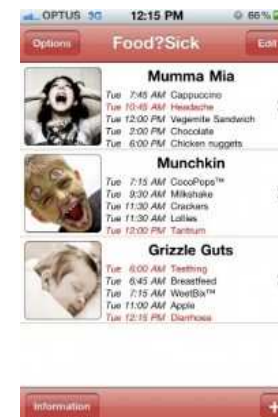 OPTUS 3G 12:15 PM 66%
Options Food?Sick Edit
Mumma Mia
Tue 7:45 AM Cappuccino
Tue 10:45 AM Headache
Tue 12:00 PM Vegemite Sandwich
Tue 2:00 PM Chocolate
Tue 6:00 PM Chicken nuggets
Munchkin
Tue 7:15 AM CocoPops™
Tue 9:30 AM Milkshake
Tue 11:30 AM Crackers
Tue 11:30 AM Lollies
Tue 12:00 PM Tantrum
Grizzle Guts
Tue 6:00 AM Teething
Tue 6:45 AM Breastfeed
Tue 7:15 AM WeetBix™
Tue 11:00 AM Apple
Tue 12:15 PM Diarrhoea
Information +